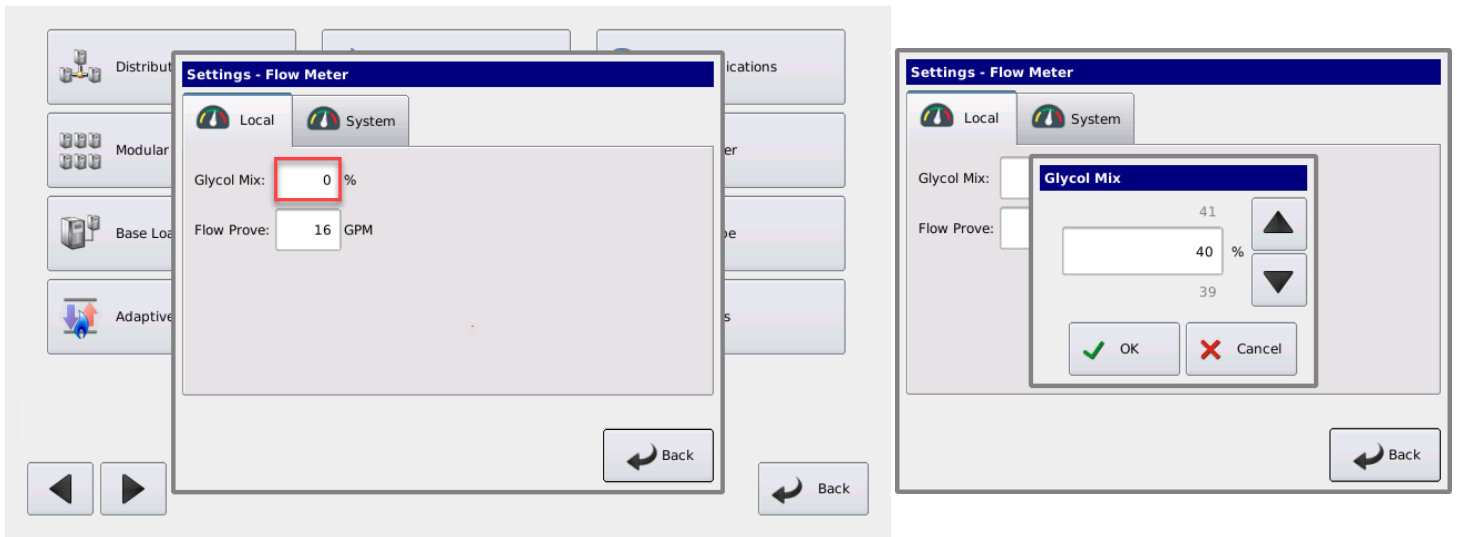 Distribut
ications
Modular
er
Base Loa
pe
Adaptive
s
Settings - Flow Meter
Local
System
Glycol Mix:
0 %
Flow Prove:
16 GPM
Back
Back
Settings - Flow Meter
Local
System
Glycol Mix:
Flow Prove:
Glycol Mix
41
40 %
39
OK
Cancel
Back